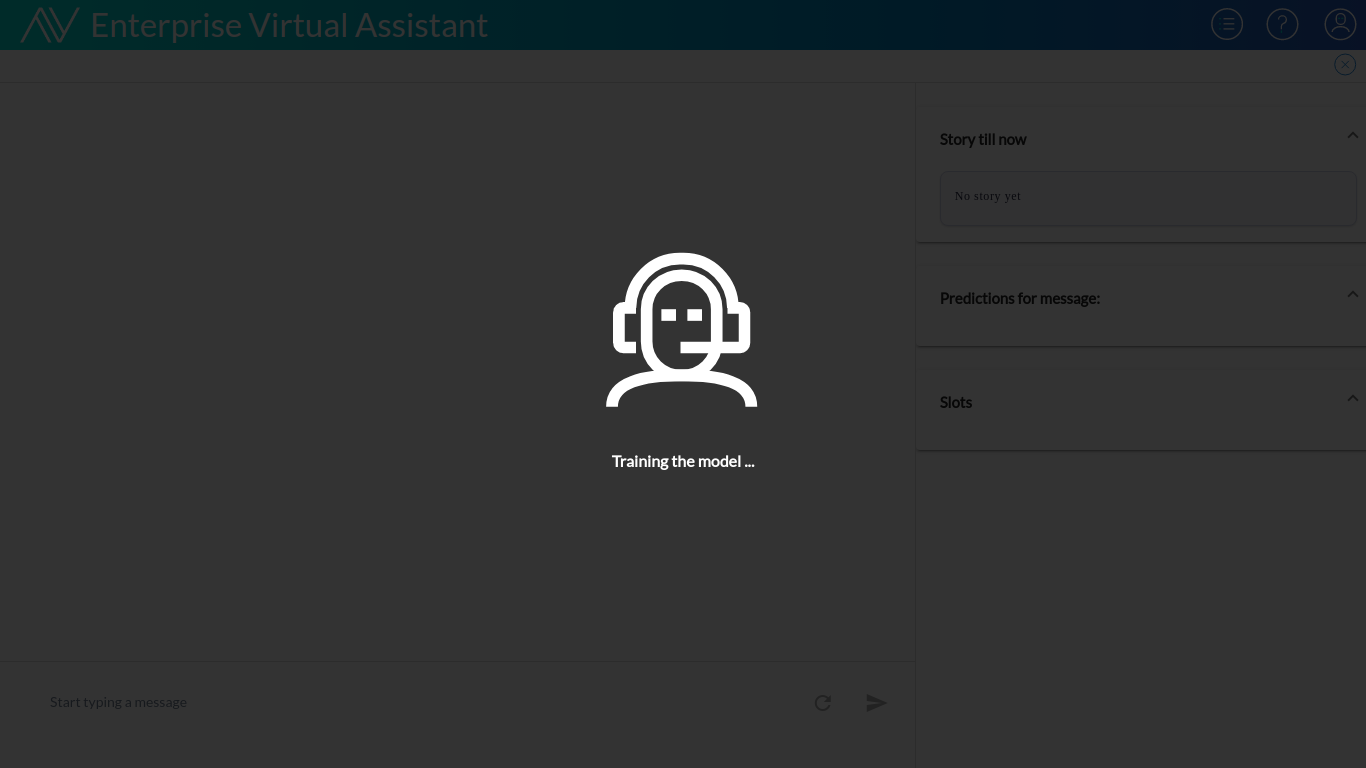 Enterprise Virtual Assistant
Story till now
No story yet
Predictions for message:
Slots
Training the model ...
Start typing a message